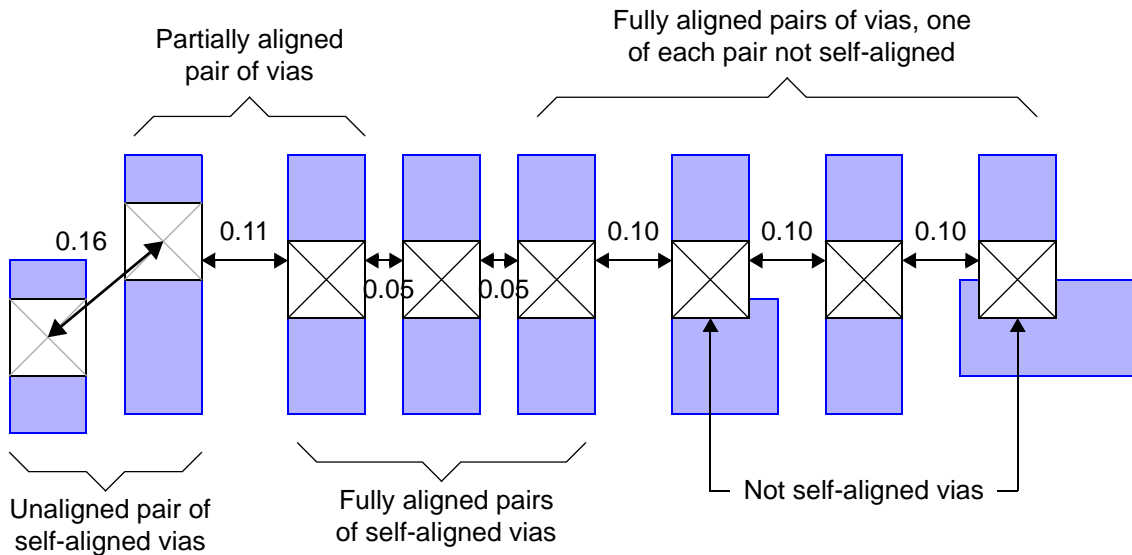 Partially aligned
pair of vias
Fully aligned pairs of vias, one
of each pair not self-aligned
0.16
0.11
0.05
0.05
0.10
0.10
0.10
Unaligned pair of
self-aligned vias
Fully aligned pairs
of self-aligned vias
Not self-aligned vias